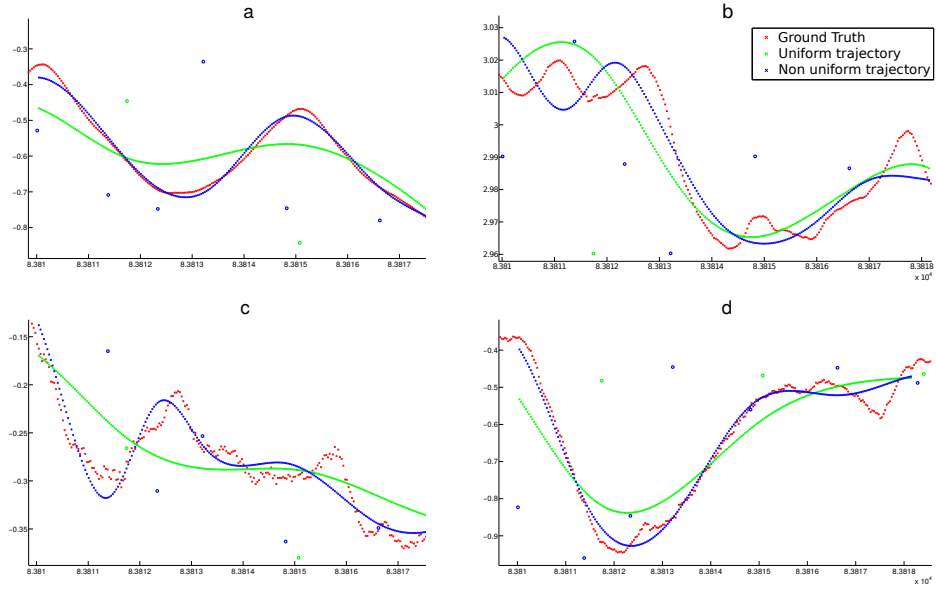 a
−0.3
−0.4
−0.5
−0.6
−0.7
−0.8
8.381 8.3811 8.3812 8.3813 8.3814 8.3815 8.3816 8.3817
b
3.03
3.02
3.01
3
2.99
2.98
2.97
2.96
8.381 8.3811 8.3812 8.3813 8.3814 8.3815 8.3816 8.3817 8.3818
x 10⁴
Ground Truth
Uniform trajectory
Non uniform trajectory
c
−0.15
−0.2
−0.25
−0.3
−0.35
8.381 8.3811 8.3812 8.3813 8.3814 8.3815 8.3816 8.3817
d
−0.4
−0.5
−0.6
−0.7
−0.8
−0.9
8.381 8.3811 8.3812 8.3813 8.3814 8.3815 8.3816 8.3817 8.3818
x 10⁴